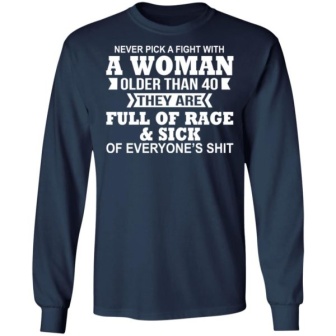 NEVER PICK A FIGHT WITH
A WOMAN
OLDER THAN 40
THEY ARE
FULL OF RAGE
& SICK
OF EVERYONE'S SHIT